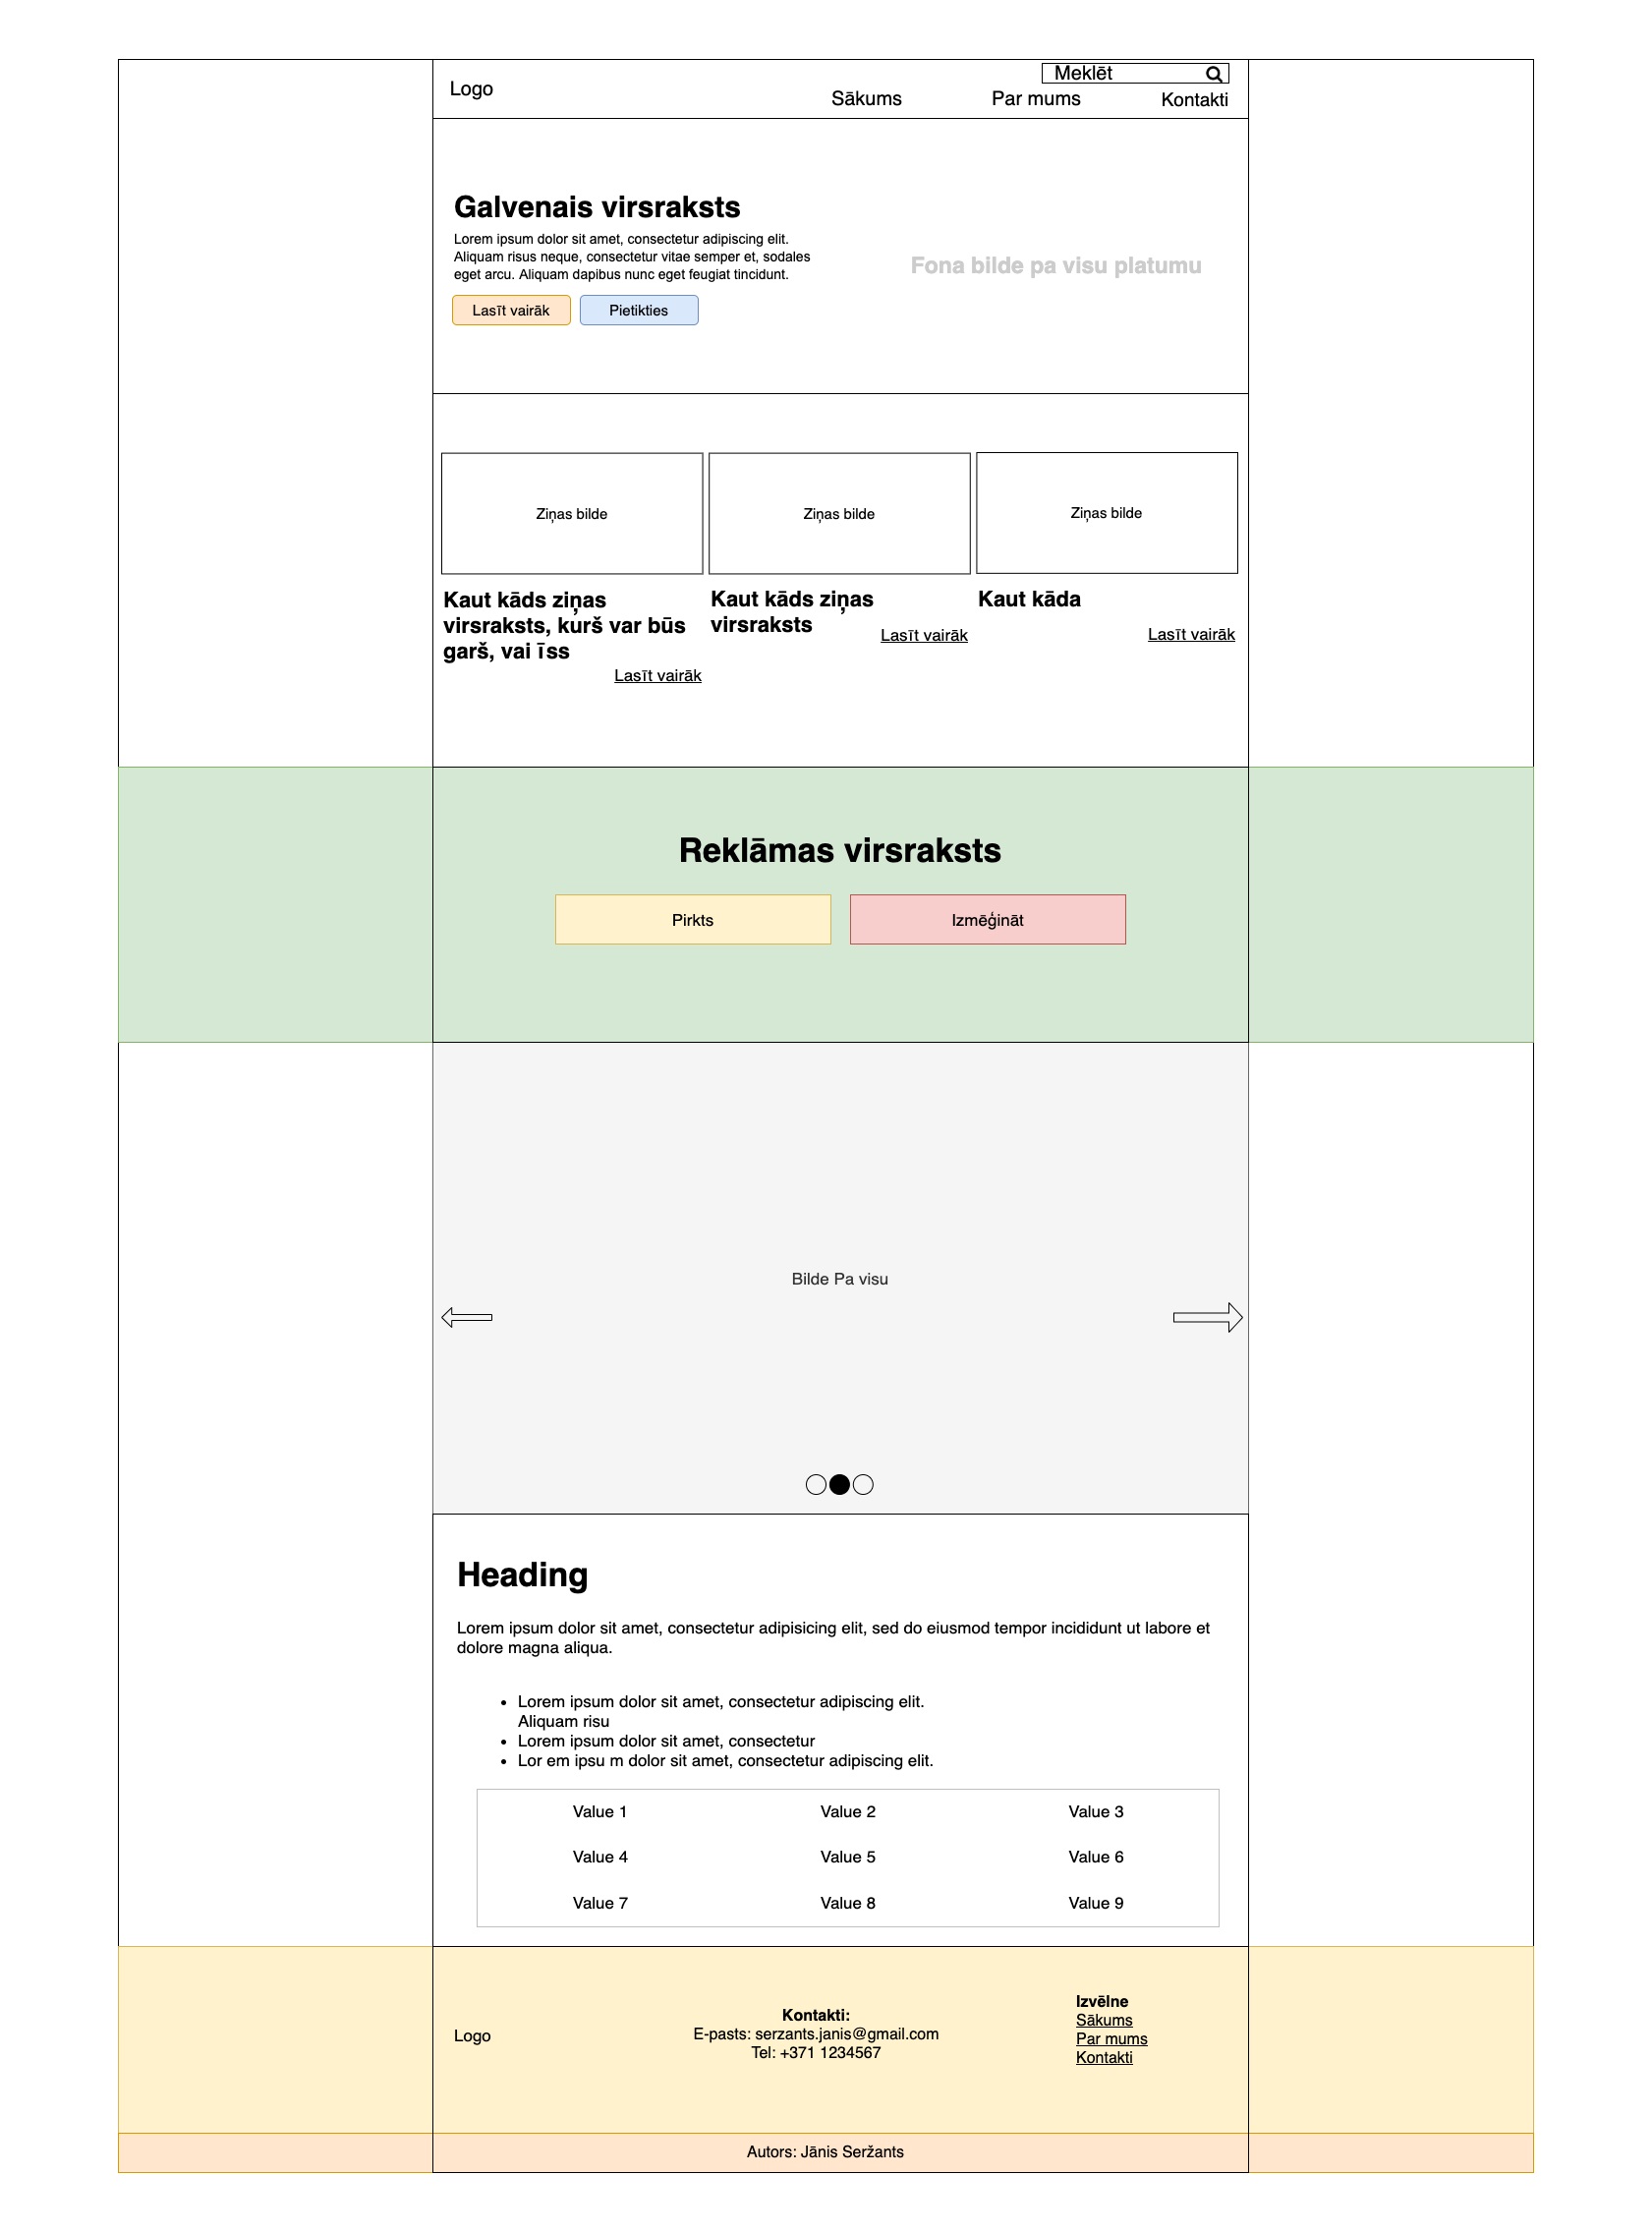 Logo
Meklēt
Sākums Par mums Kontakti
Galvenais virsraksts
Lorem ipsum dolor sit amet, consectetur adipiscing elit.
Aliquam risus neque, consectetur vitae semper et, sodales
eget arcu. Aliquam dapibus nunc eget feugiat tincidunt.
Fona bilde pa visu platumu
Lasīt vairāk Pietikties
Ziņas bilde
Kaut kāds ziņas
virsraksts, kurš var būs
garš, vai īss
Lasīt vairāk
Ziņas bilde
Kaut kāds ziņas
virsraksts
Lasīt vairāk
Ziņas bilde
Kaut kāda
Lasīt vairāk
Reklāmas virsraksts
Pirkts Izmēģināt
Bilde Pa visu
Heading
Lorem ipsum dolor sit amet, consectetur adipisicing elit, sed do eiusmod tempor incididunt ut labore et
dolore magna aliqua.
• Lorem ipsum dolor sit amet, consectetur adipiscing elit.
Aliquam risu
• Lorem ipsum dolor sit amet, consectetur
• Lor em ipsu m dolor sit amet, consectetur adipiscing elit.
Value 1 Value 2 Value 3
Value 4 Value 5 Value 6
Value 7 Value 8 Value 9
Logo
Kontakti:
E-pasts: serzants.janis@gmail.com
Tel: +371 1234567
Izvēlne
Sākums
Par mums
Kontakti
Autors: Jānis Seržants